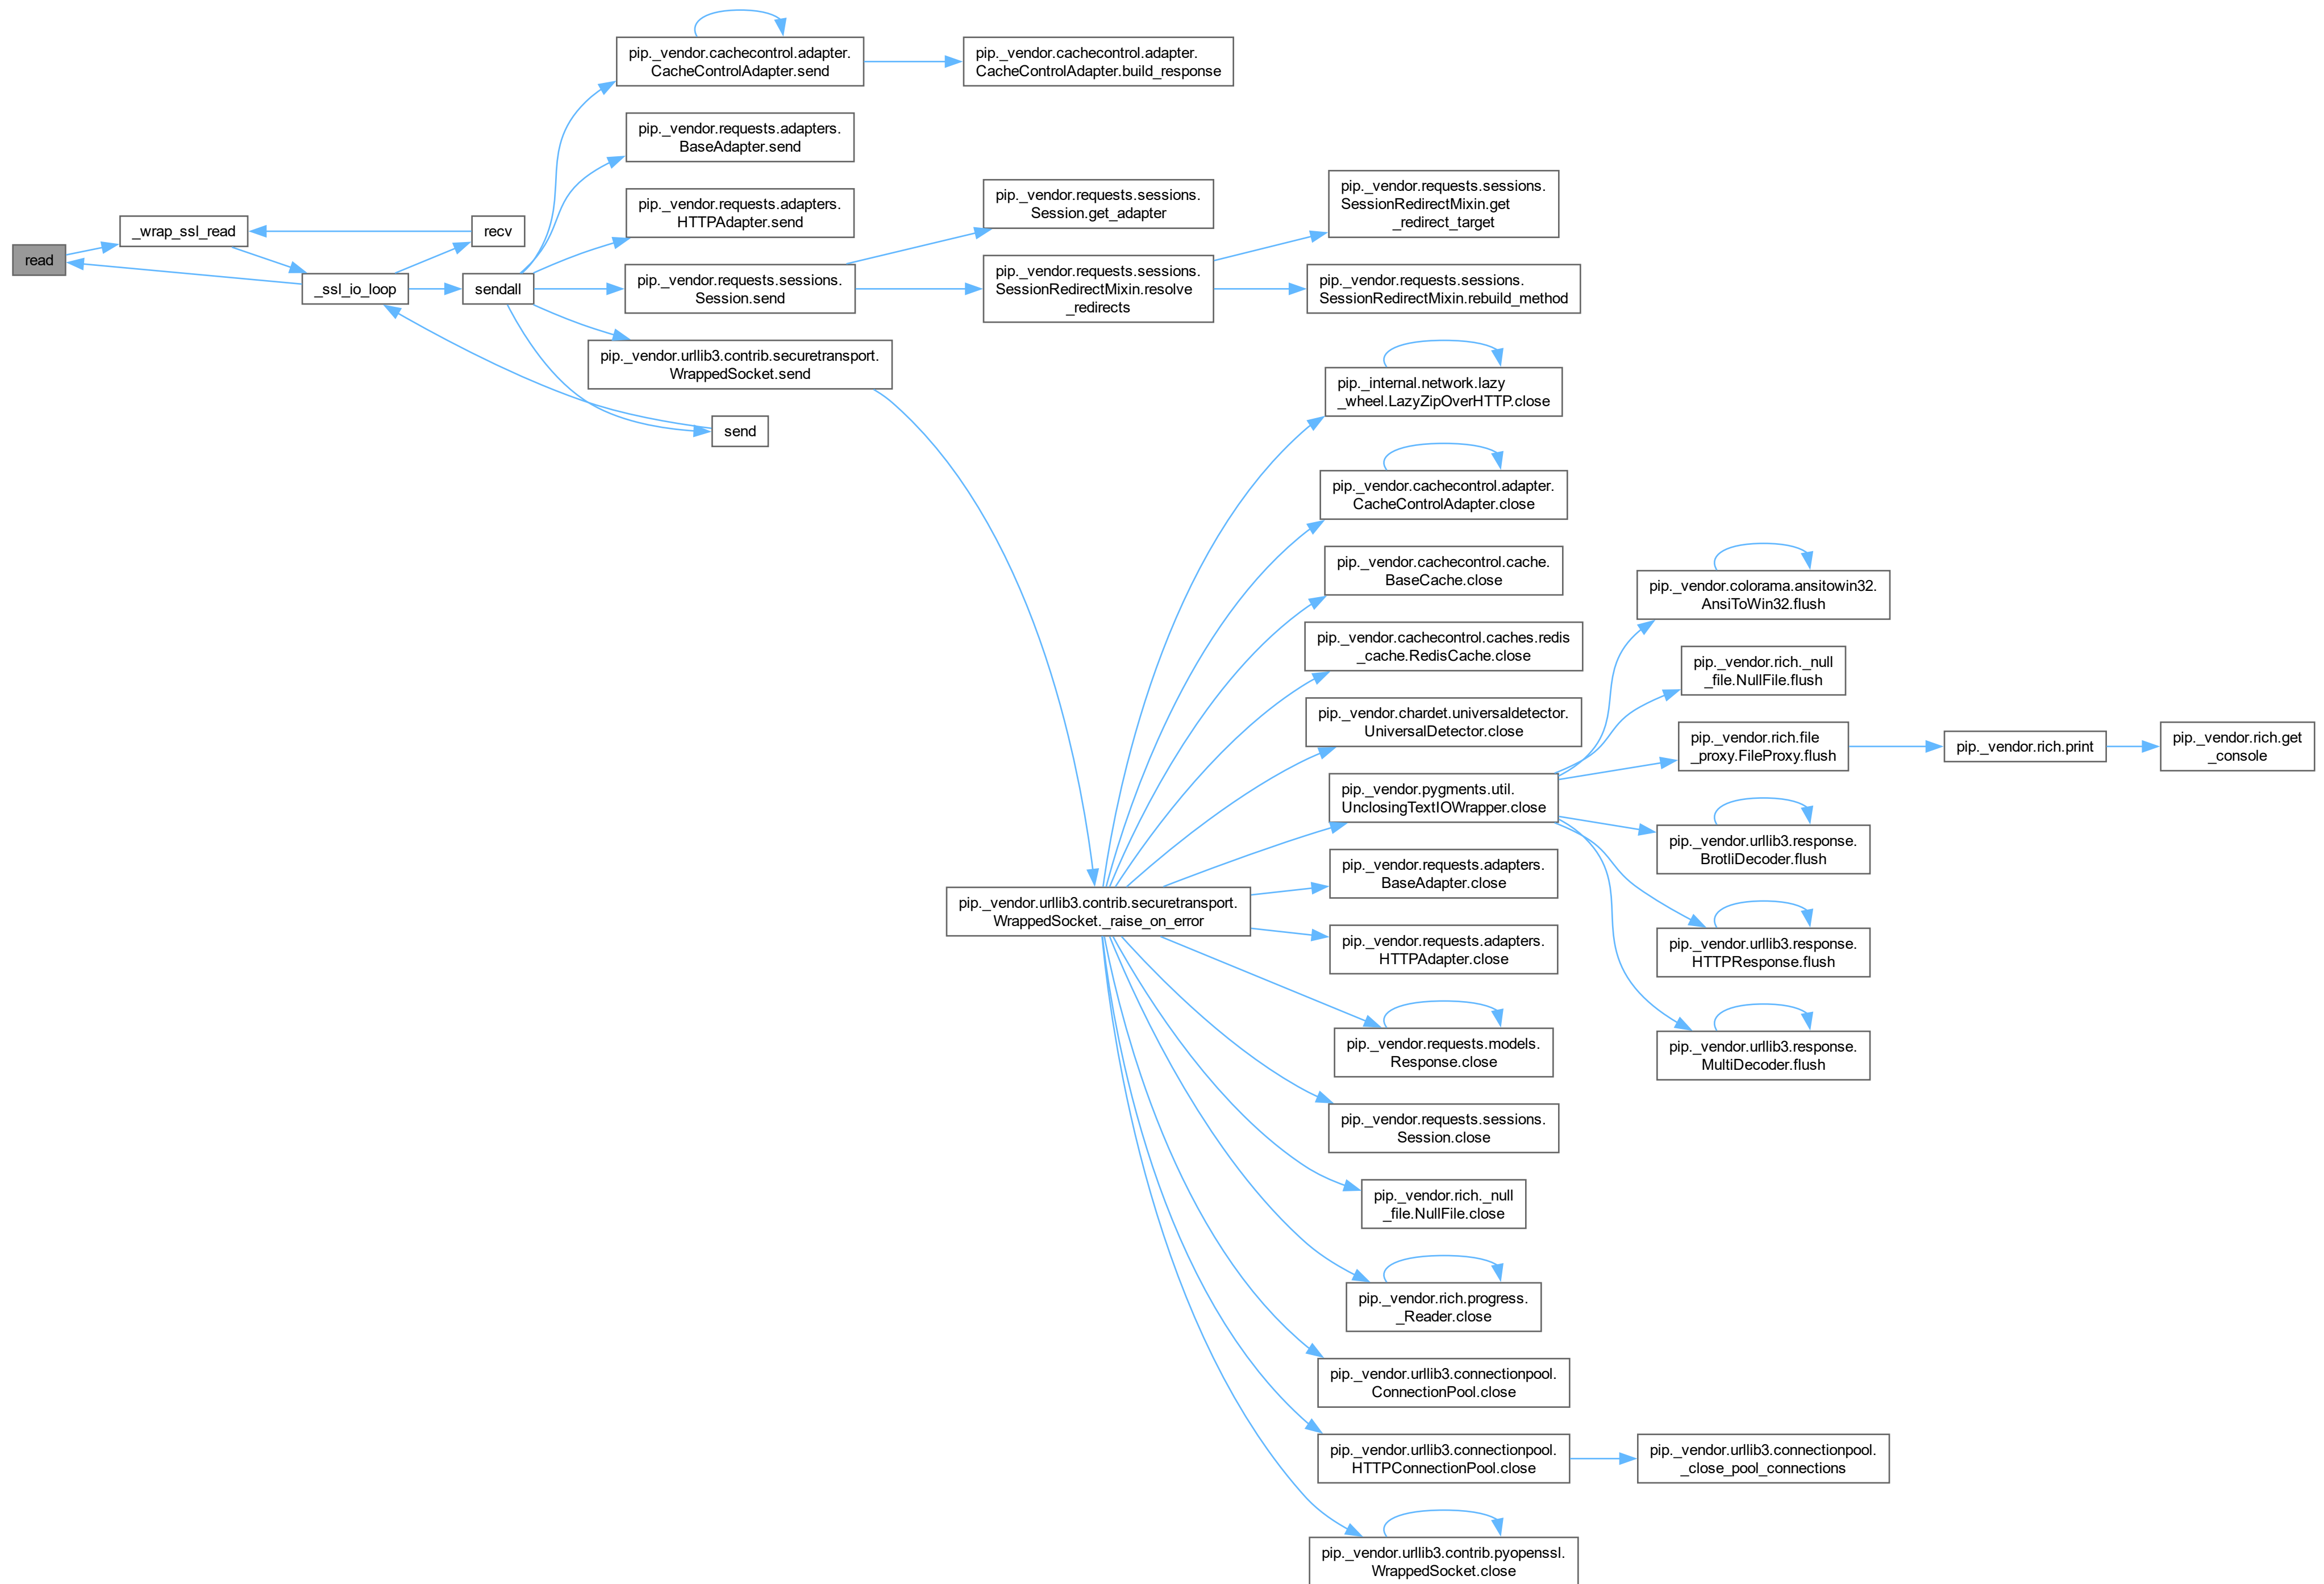 read
_wrap_ssl_read
_ssl_io_loop
recv
sendall
pip._vendor.cachecontrol.adapter.
CacheControlAdapter.send
pip._vendor.cachecontrol.adapter.
CacheControlAdapter.build_response
pip._vendor.requests.adapters.
BaseAdapter.send
pip._vendor.requests.adapters.
HTTPAdapter.send
pip._vendor.requests.sessions.
Session.send
pip._vendor.requests.sessions.
Session.get_adapter
pip._vendor.requests.sessions.
SessionRedirectMixin.resolve
_redirects
pip._vendor.requests.sessions.
SessionRedirectMixin.get
_redirect_target
pip._vendor.requests.sessions.
SessionRedirectMixin.rebuild_method
pip._vendor.urllib3.contrib.securetransport.
WrappedSocket.send
send
pip._vendor.urllib3.contrib.securetransport.
WrappedSocket._raise_on_error
pip._internal.network.lazy
_wheel.LazyZipOverHTTP.close
pip._vendor.cachecontrol.adapter.
CacheControlAdapter.close
pip._vendor.cachecontrol.cache.
BaseCache.close
pip._vendor.cachecontrol.caches.redis
_cache.RedisCache.close
pip._vendor.chardet.universaldetector.
UniversalDetector.close
pip._vendor.pygments.util.
UnclosingTextIOWrapper.close
pip._vendor.colorama.ansitowin32.
AnsiToWin32.flush
pip._vendor.rich._null
_file.NullFile.flush
pip._vendor.rich.file
_proxy.FileProxy.flush
pip._vendor.rich.print
pip._vendor.rich.get
_console
pip._vendor.urllib3.response.
BrotliDecoder.flush
pip._vendor.urllib3.response.
HTTPResponse.flush
pip._vendor.urllib3.response.
MultiDecoder.flush
pip._vendor.requests.adapters.
BaseAdapter.close
pip._vendor.requests.adapters.
HTTPAdapter.close
pip._vendor.requests.models.
Response.close
pip._vendor.requests.sessions.
Session.close
pip._vendor.rich._null
_file.NullFile.close
pip._vendor.rich.progress.
_Reader.close
pip._vendor.urllib3.connectionpool.
ConnectionPool.close
pip._vendor.urllib3.connectionpool.
HTTPConnectionPool.close
pip._vendor.urllib3.connectionpool.
_close_pool_connections
pip._vendor.urllib3.contrib.pyopenssl.
WrappedSocket.close